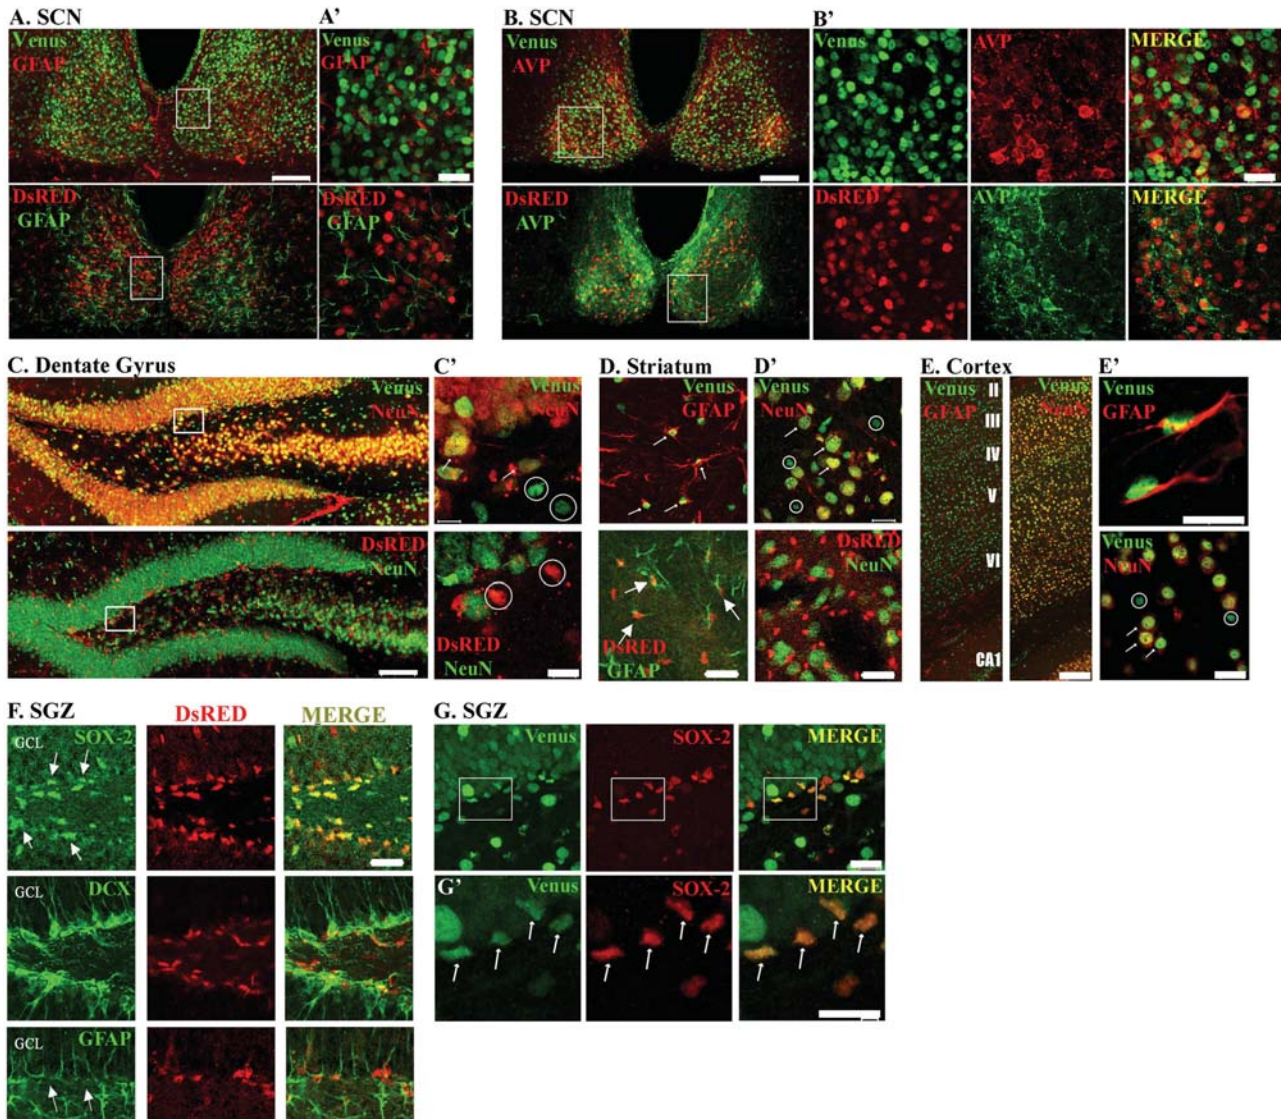 A. SCN
A'
B. SCN
B'
Venus
GFAP
Venus
GFAP
Venus
AVP
Venus
AVP
MERGE
DsRED
GFAP
DsRED
GFAP
DsRED
AVP
DsRED
AVP
MERGE
C. Dentate Gyrus
C'
D. Striatum
D'
E. Cortex
E'
Venus
NeuN
Venus
NeuN
Venus
GFAP
Venus
NeuN
Venus
GFAP
Venus
NeuN
II
III
IV
V
VI
CA1
Venus
GFAP
DsRED
NeuN
DsRED
NeuN
DsRED
GFAP
DsRED
NeuN
Venus
NeuN
F. SGZ
DsRED
MERGE
G. SGZ
GCL
SOX-2
Venus
SOX-2
MERGE
GCL
DCX
G'
Venus
SOX-2
MERGE
GCL
GFAP